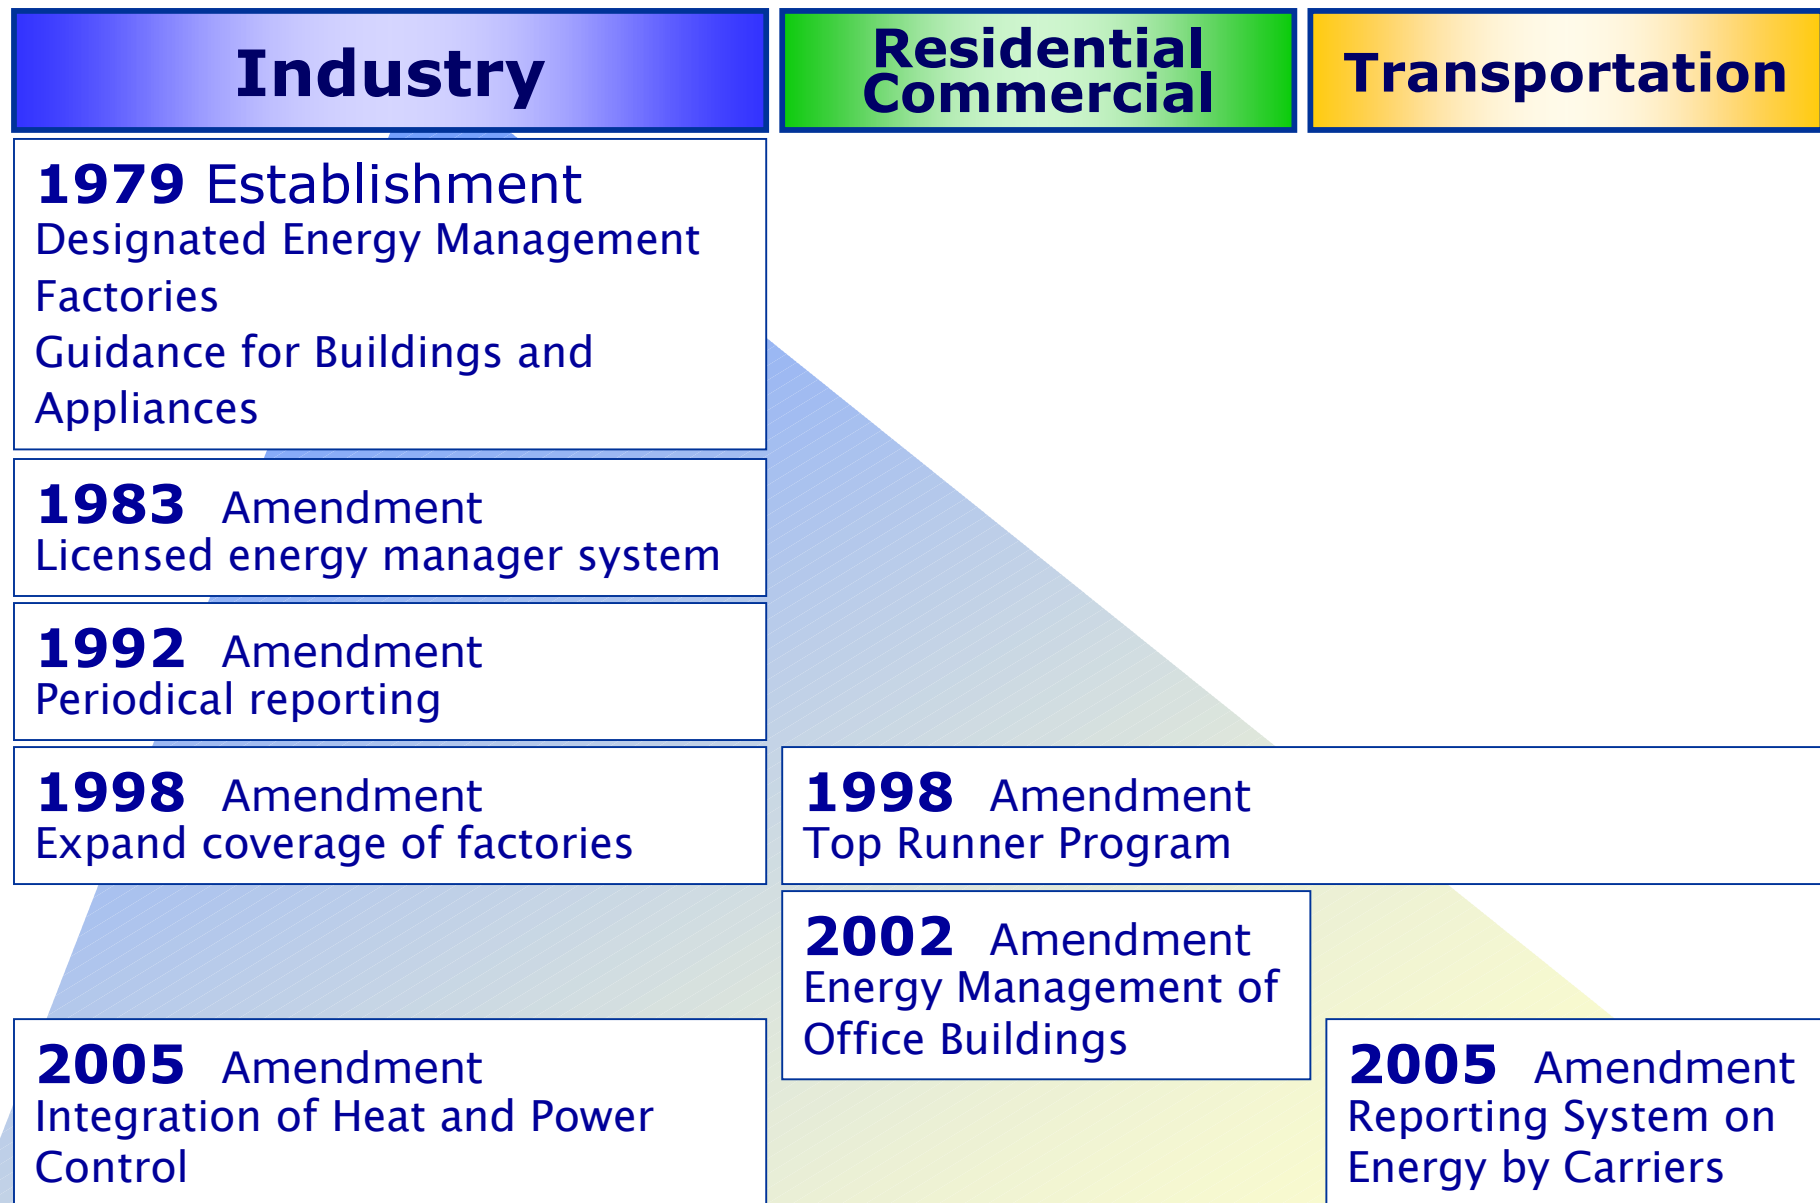 Industry
Residential
Commercial
Transportation
1979 Establishment
Designated Energy Management
Factories
Guidance for Buildings and
Appliances
1983 Amendment
Licensed energy manager system
1992 Amendment
Periodical reporting
1998 Amendment
Expand coverage of factories
1998 Amendment
Top Runner Program
2002 Amendment
Energy Management of
Office Buildings
2005 Amendment
Integration of Heat and Power
Control
2005 Amendment
Reporting System on
Energy by Carriers